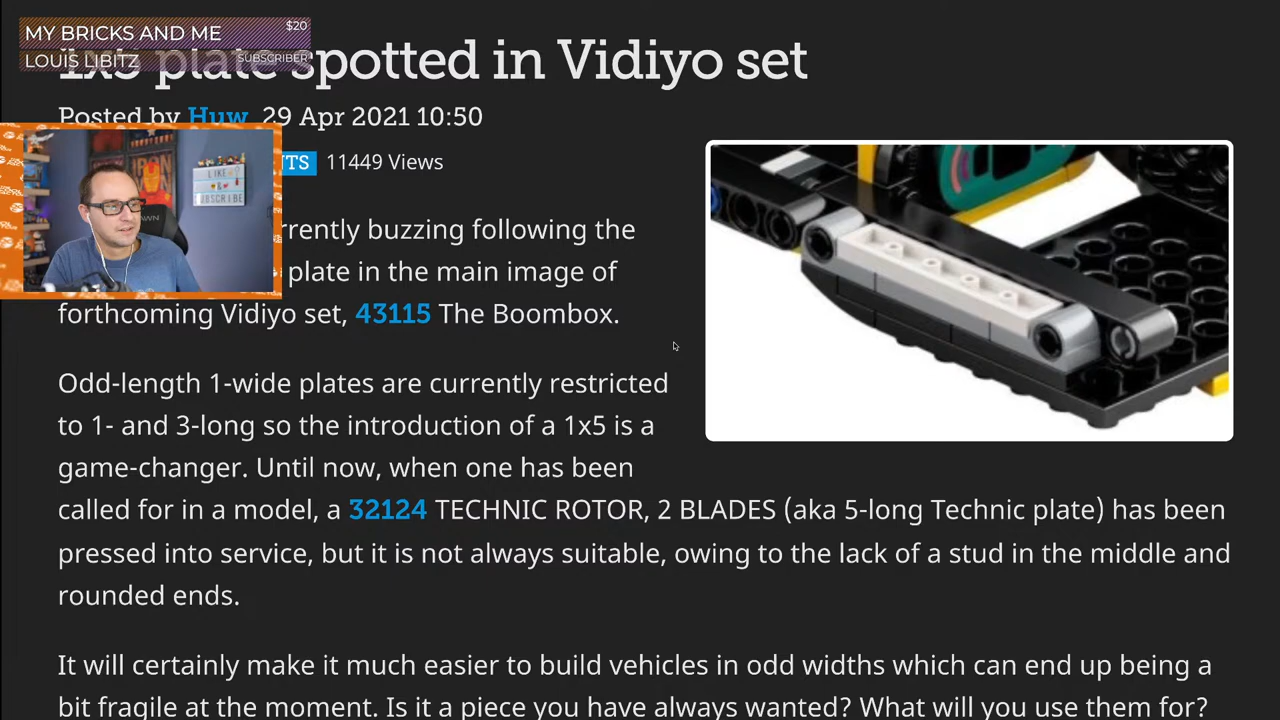 MY BRICKS AND ME
$20
LOUIS LIBITZ
SUBSCRIBER
1x5 plate spotted in Vidiyo set
Posted by Huw, 29 Apr 2021 10:50
NTS 11449 Views
rrently buzzing following the
plate in the main image of
forthcoming Vidiyo set, 43115 The Boombox.
Odd-length 1-wide plates are currently restricted
to 1- and 3-long so the introduction of a 1x5 is a
game-changer. Until now, when one has been
called for in a model, a 32124 TECHNIC ROTOR, 2 BLADES (aka 5-long Technic plate) has been
pressed into service, but it is not always suitable, owing to the lack of a stud in the middle and
rounded ends.
It will certainly make it much easier to build vehicles in odd widths which can end up being a
bit fragile at the moment. Is it a piece you have always wanted? What will you use them for?
LIKE
&
SUBSCRIBE
IRON